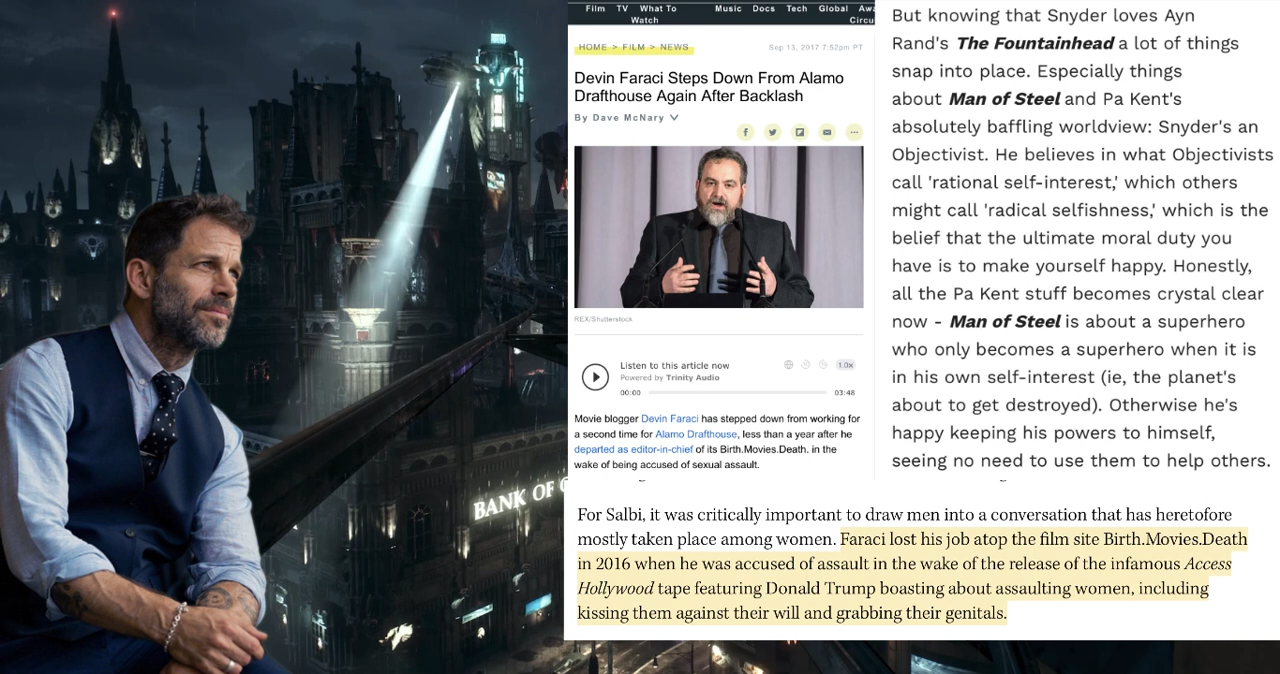 Film TV What To Music Docs Tech Global
Watch
HOME > FILM > NEWS
Sep 13, 2017 7:52pm PT
Devin Faraci Steps Down From Alamo
Drafthouse Again After Backlash
By Dave McNary
REX/Shutterstock
Listen to this article now
Powered by Trinity Audio
1.0x
00:00 03:48
Movie blogger Devin Faraci has stepped down from working for
a second time for Alamo Drafthouse, less than a year after he
departed as editor-in-chief of its Birth.Movies.Death. in the
wake of being accused of sexual assault.
But knowing that Snyder loves Ayn
Rand's The Fountainhead a lot of things
snap into place. Especially things
about Man of Steel and Pa Kent's
absolutely baffling worldview: Snyder's an
Objectivist. He believes in what Objectivists
call 'rational self-interest,' which others
might call 'radical selfishness,' which is the
belief that the ultimate moral duty you
have is to make yourself happy. Honestly,
all the Pa Kent stuff becomes crystal clear
now - Man of Steel is about a superhero
who only becomes a superhero when it is
in his own self-interest (ie, the planet's
about to get destroyed). Otherwise he's
happy keeping his powers to himself,
seeing no need to use them to help others.
BANK OF
For Salbi, it was critically important to draw men into a conversation that has heretofore
mostly taken place among women. Faraci lost his job atop the film site Birth.Movies.Death
in 2016 when he was accused of assault in the wake of the release of the infamous Access
Hollywood tape featuring Donald Trump boasting about assaulting women, including
kissing them against their will and grabbing their genitals.